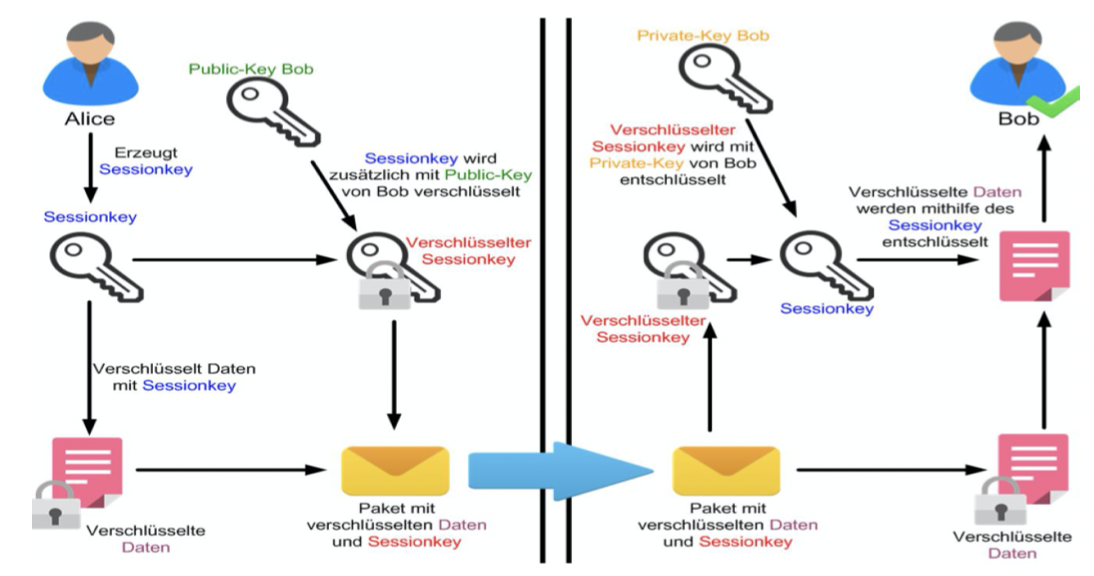 Alice
Erzeugt
Sessionkey
Sessionkey
Public-Key Bob
Sessionkey wird
zusätzlich mit Public-Key
von Bob verschlüsselt
Verschlüsselter
Sessionkey
Verschlüsselt Daten
mit Sessionkey
Verschlüsselte
Daten
Paket mit
verschlüsselten Daten
und Sessionkey
Private-Key Bob
Verschlüsselter
Sessionkey wird mit
Private-Key von Bob
entschlüsselt
Verschlüsselter
Sessionkey
Sessionkey
Verschlüsselte Daten
werden mithilfe des
Sessionkey
entschlüsselt
Bob
Paket mit
verschlüsselten Daten
und Sessionkey
Verschlüsselte
Daten